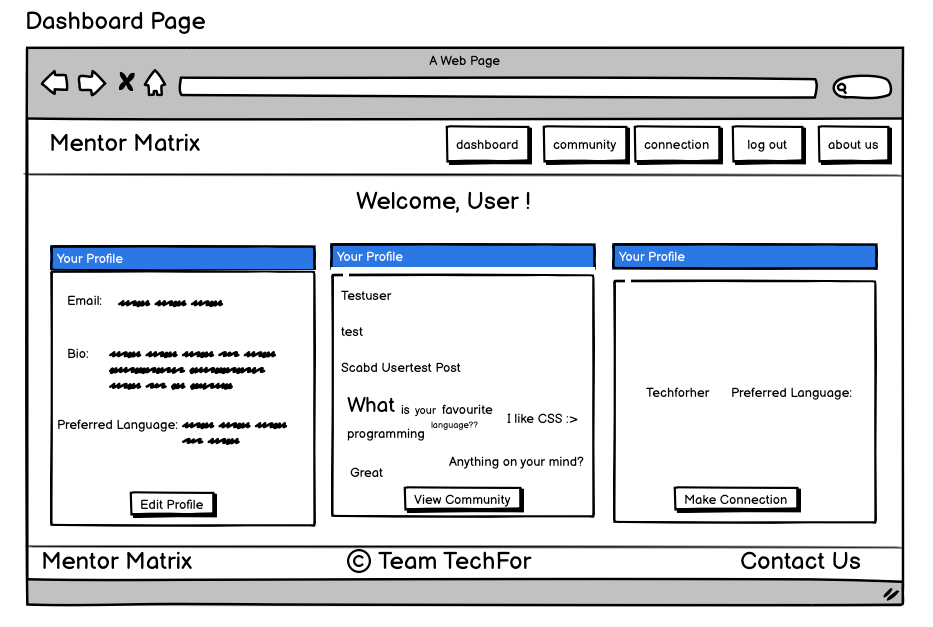 Dashboard Page
A Web Page
Mentor Matrix
dashboard
community
connection
log out
about us
Welcome, User !
Your Profile
Email:
Bio:
Preferred Language:
Edit Profile
Your Profile
Testuser
test
Scabd Usertest Post
What is your favourite
language??
programming
I like CSS :>
Anything on your mind?
Great
View Community
Your Profile
Techforher
Preferred Language:
Make Connection
Mentor Matrix
© Team TechFor
Contact Us